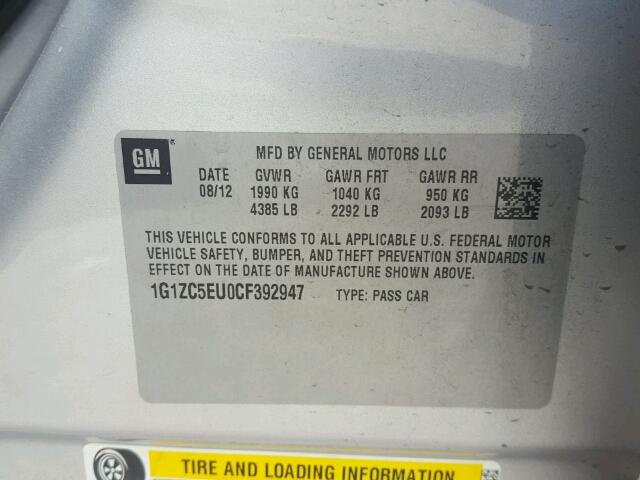 GM ®
MFD BY GENERAL MOTORS LLC
DATE GVWR GAWR FRT GAWR RR
08/12 1990 KG 1040 KG 950 KG
4385 LB 2292 LB 2093 LB
THIS VEHICLE CONFORMS TO ALL APPLICABLE U.S. FEDERAL MOTOR
VEHICLE SAFETY, BUMPER, AND THEFT PREVENTION STANDARDS IN
EFFECT ON THE DATE OF MANUFACTURE SHOWN ABOVE.
1G1ZC5EU0CF392947 TYPE: PASS CAR
TIRE AND LOADING INFORMATION